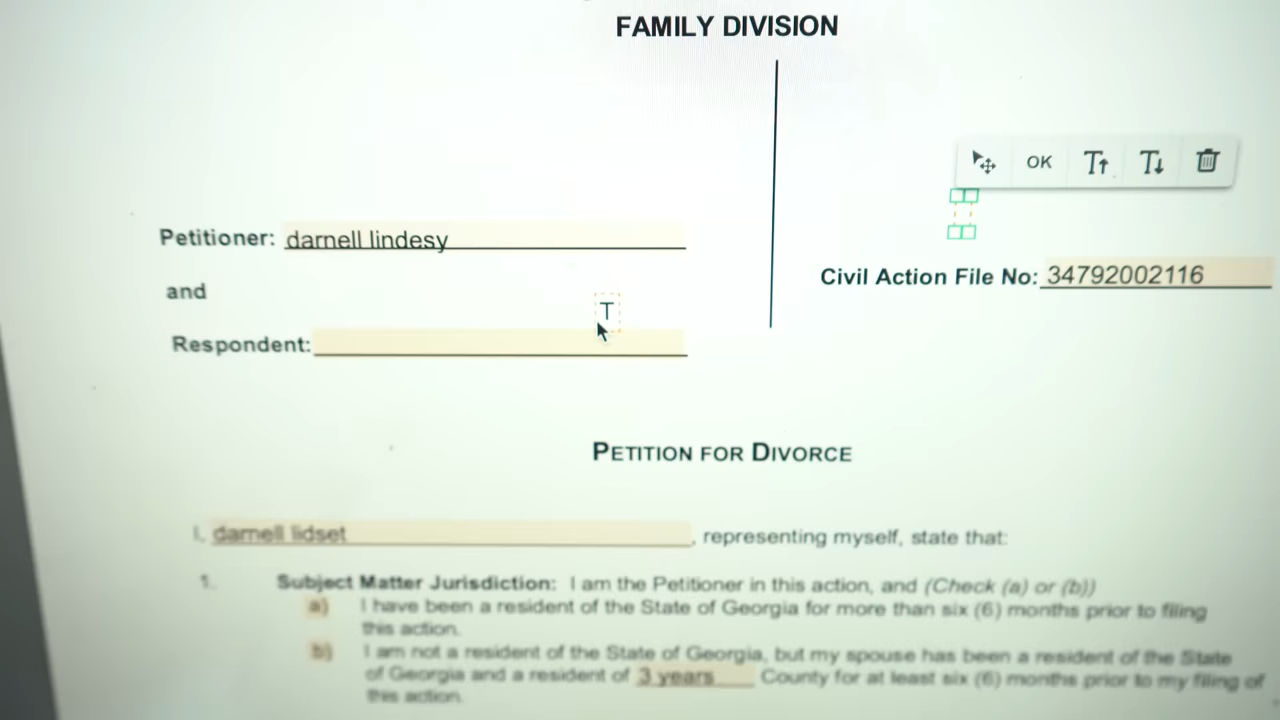 FAMILY DIVISION
OK
Petitioner: darnell lindesy
Civil Action File No: 34792002116
and
T
Respondent:
PETITION FOR DIVORCE
I, darnell lidset, representing myself, state that:
1. Subject Matter Jurisdiction: I am the Petitioner in this action, and (Check (a) or (b))
a) I have been a resident of the State of Georgia for more than six (6) months prior to filing
this action.
b) I am not a resident of the State of Georgia, but my spouse has been a resident of the State
of Georgia and a resident of 3 years County for at least six (6) months prior to my filing of
this action.